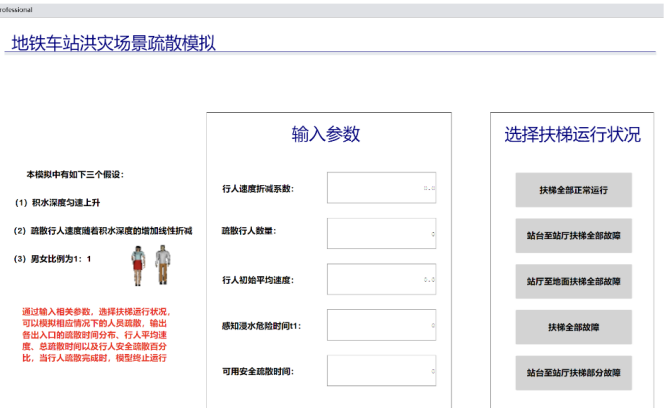 rofessional
地铁车站洪灾场景疏散模拟
本模拟中有如下三个假设：
（1）积水深度匀速上升
（2）疏散行人速度随着积水深度的增加线性折减
（3）男女比例为1：1
通过输入相关参数，选择扶梯运行状况，
可以模拟相应情况下的人员疏散，输出
各出入口的疏散时间分布、行人平均速
度、总疏散时间以及行人安全疏散百分
比，当行人疏散完成时，模型终止运行
输入参数
行人速度折减系数： 0.0
疏散行人数量： 0
行人初始平均速度： 0.0
感知浸水危险时间t1： 0
可用安全疏散时间： 0
选择扶梯运行状况
扶梯全部正常运行
站台至站厅扶梯全部故障
站厅至地面扶梯全部故障
扶梯全部故障
站台至站厅扶梯部分故障